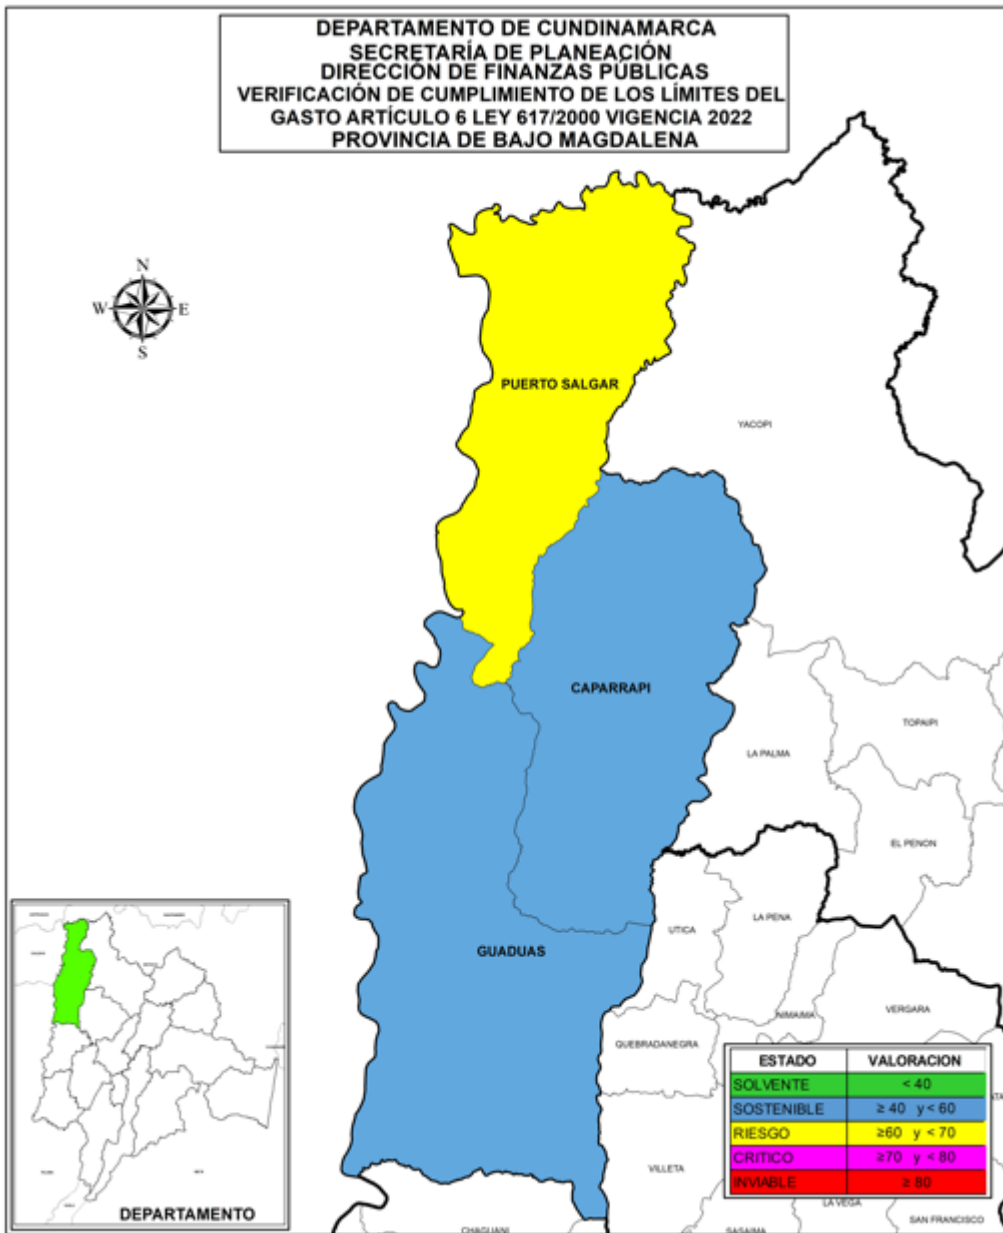 DEPARTAMENTO DE CUNDINAMARCA
SECRETARÍA DE PLANEACIÓN
DIRECCIÓN DE FINANZAS PÚBLICAS
VERIFICACIÓN DE CUMPLIMIENTO DE LOS LÍMITES DEL
GASTO ARTÍCULO 6 LEY 617/2000 VIGENCIA 2022
PROVINCIA DE BAJO MAGDALENA
N
W E
S
PUERTO SALGAR
YACOPI
CAPARRAPI
TOPAIPI
LA PALMA
EL PENON
LA PENA
UTICA
GUADUAS
VERGARA
NIMAIMA
QUEBRADANEGRA
ESTADO VALORACION
SOLVENTE < 40
SOSTENIBLE ≥ 40 y < 60
RIESGO ≥60 y < 70
CRITICO ≥70 y < 80
INVIABLE ≥ 80
VILLETA
LA VEGA
SAN FRANCISCO
SASAIMA
CHAGUANI
DEPARTAMENTO